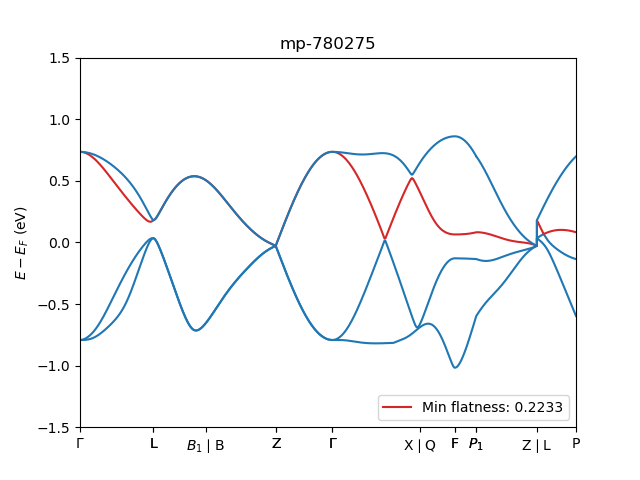 mp-780275
E − E_F (eV)
1.5
1.0
0.5
0.0
−0.5
−1.0
−1.5
Min flatness: 0.2233
Γ L B₁ | B Z Γ X | Q F P₁ Z | L P